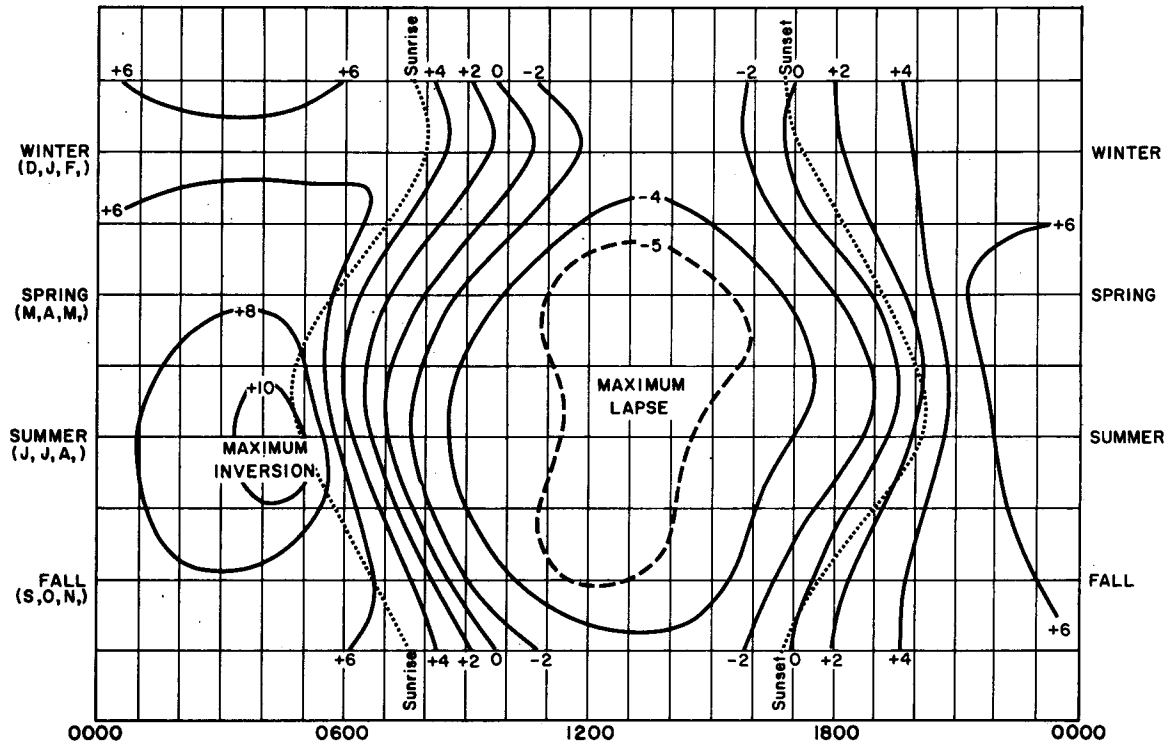 Sunrise
Sunset
+6
+6
+4
+2
0
-2
-2
0
+2
+4
WINTER
(D,J,F,)
WINTER
+6
-4
+6
-5
SPRING
(M,A,M,)
+8
SPRING
+10
MAXIMUM
LAPSE
SUMMER
(J,J,A,)
MAXIMUM
INVERSION
SUMMER
FALL
(S,O,N,)
FALL
+6
+6
+4
+2
0
-2
-2
0
+2
+4
Sunrise
Sunset
0000
0600
1200
1800
0000